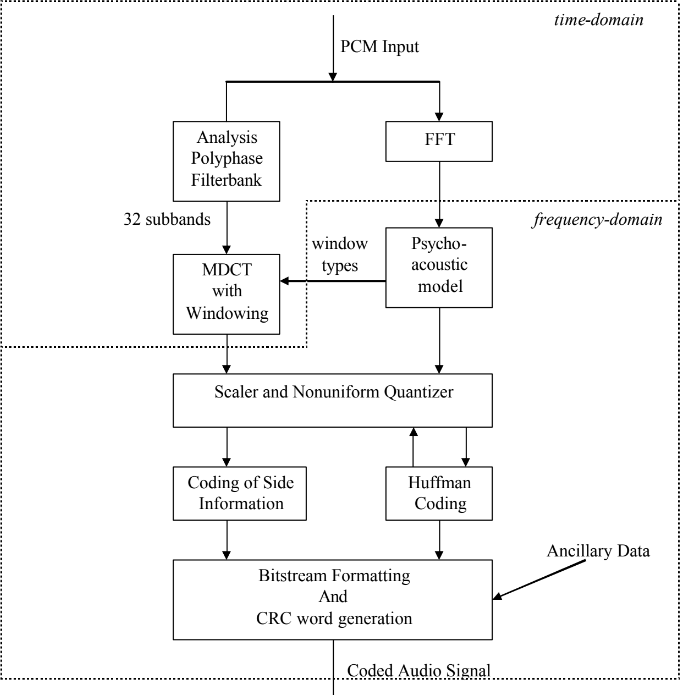 time-domain
PCM Input
Analysis
Polyphase
Filterbank
FFT
32 subbands
frequency-domain
window
types
Psycho-
acoustic
model
MDCT
with
Windowing
Scaler and Nonuniform Quantizer
Coding of Side
Information
Huffman
Coding
Ancillary Data
Bitstream Formatting
And
CRC word generation
Coded Audio Signal